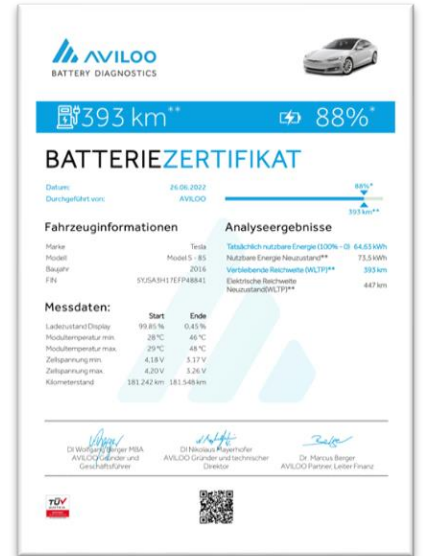 AVILOO
BATTERY DIAGNOSTICS
393 km** 88%*
BATTERIEZERTIFIKAT
Datum: 26.06.2022
Durchgeführt von: AVILOO
88%*
393 km**
Fahrzeuginformationen
Marke Tesla
Modell Model S - 85
Baujahr 2016
FIN 5YJSA3H17EFP48841
Analyseergebnisse
Tatsächlich nutzbare Energie (100% – 0) 64,63 kWh
Nutzbare Energie Neuzustand** 73,5 kWh
Verbleibende Reichweite (WLTP)** 393 km
Elektrische Reichweite
Neuzustand(WLTP)** 447 km
Messdaten:
Start Ende
Ladezustand Display 99.85 % 0.45 %
Modultemperatur min. 28 °C 46 °C
Modultemperatur max. 29 °C 48 °C
Zellspannung min. 4,18 V 3,17 V
Zellspannung max. 4,20 V 3,26 V
Kilometerstand 181.242 km 181.548 km
DI Wolfgang Berger MBA
AVILOO Gründer und
Geschäftsführer
DI Nikolaus Mayerhofer
AVILOO Gründer und technischer
Direktor
Dr. Marcus Berger
AVILOO Partner, Leiter Finanz
TÜV